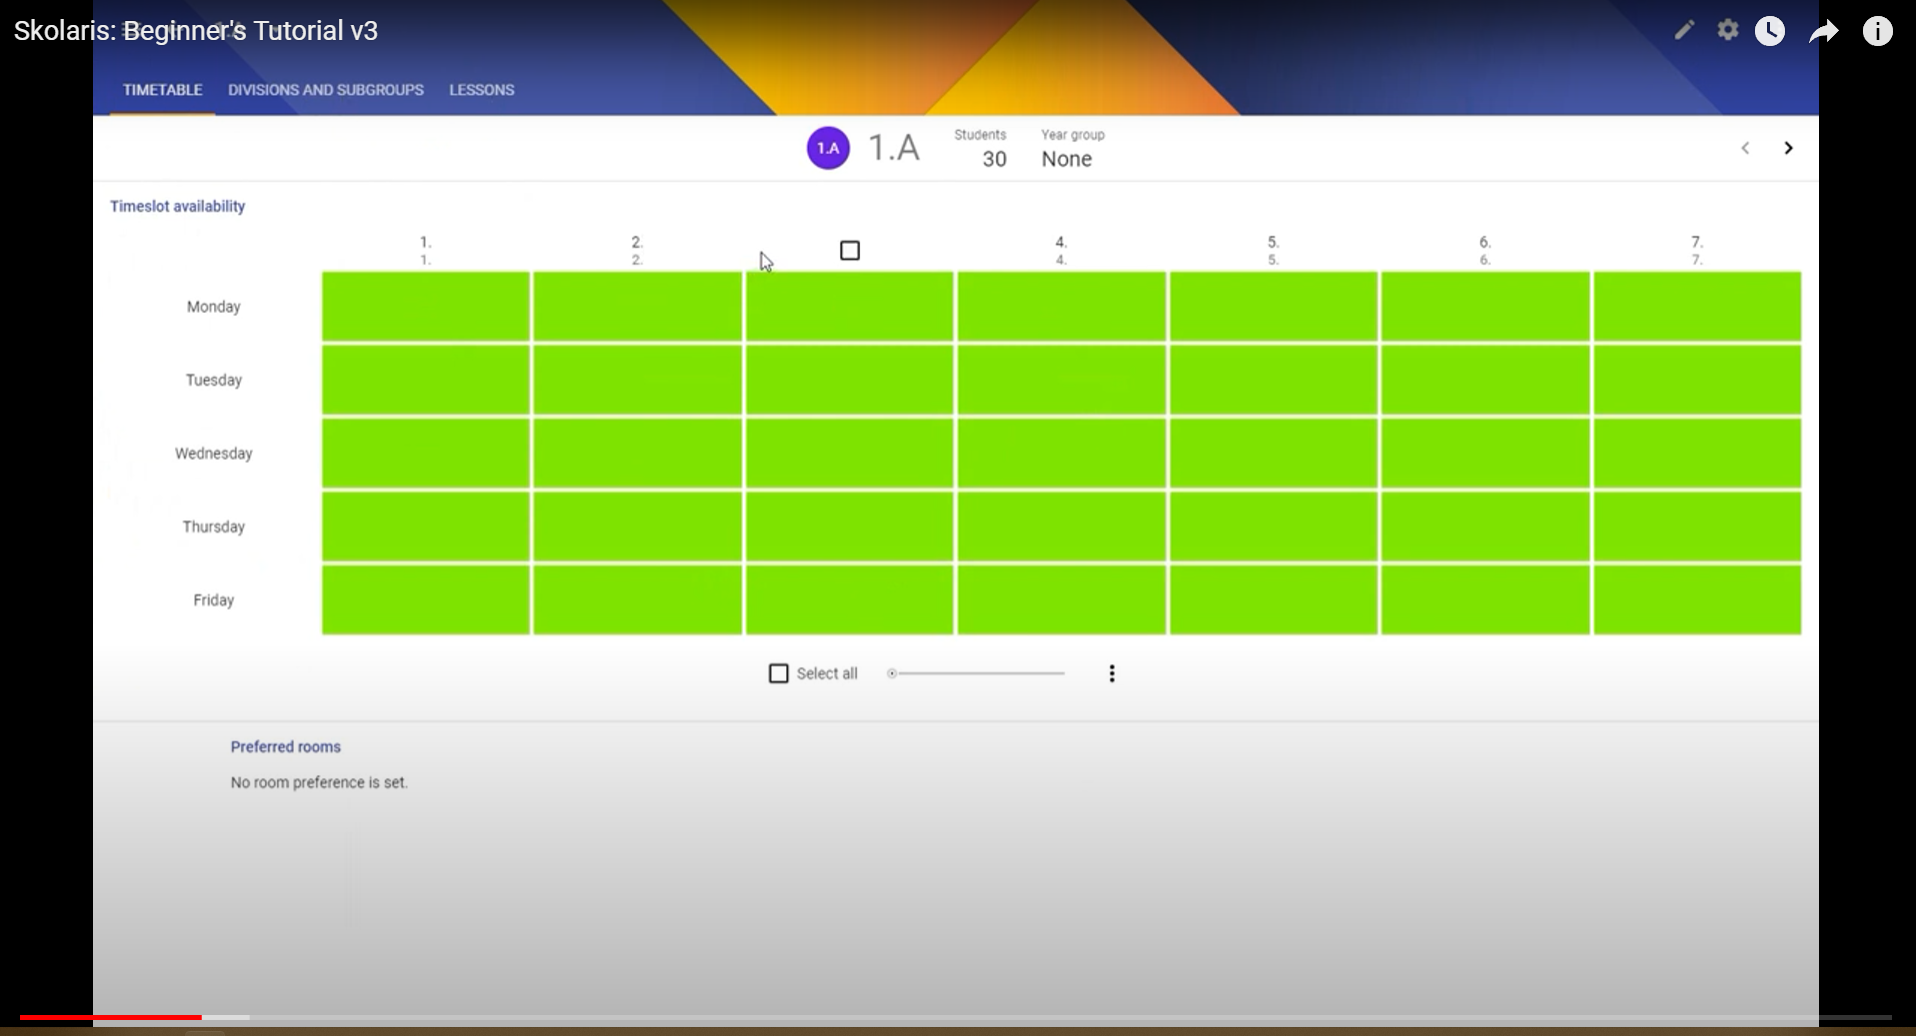 Skolaris: Beginner's Tutorial v3
TIMETABLE DIVISIONS AND SUBGROUPS LESSONS
1.A 1.A Students 30 Year group None
Timeslot availability
1. 2. 4. 5. 6. 7.
1. 2. 4. 5. 6. 7.
Monday
Tuesday
Wednesday
Thursday
Friday
Select all
Preferred rooms
No room preference is set.